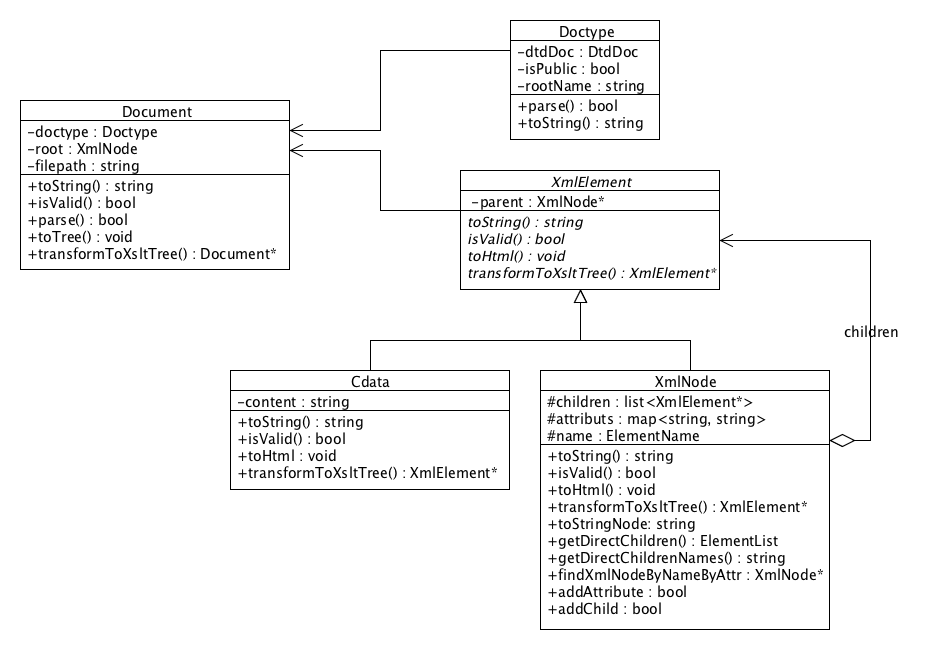 Doctype
-dtdDoc : DtdDoc
-isPublic : bool
-rootName : string
+parse() : bool
+toString() : string
Document
-doctype : Doctype
-root : XmlNode
-filepath : string
+toString() : string
+isValid() : bool
+parse() : bool
+toTree() : void
+transformToXsltTree() : Document*
XmlElement
-parent : XmlNode*
toString() : string
isValid() : bool
toHtml() : void
transformToXsltTree() : XmlElement*
children
Cdata
-content : string
+toString() : string
+isValid() : bool
+toHtml : void
+transformToXsltTree() : XmlElement*
XmlNode
#children : list<XmlElement*>
#attributs : map<string, string>
#name : ElementName
+toString() : string
+isValid() : bool
+toHtml() : void
+transformToXsltTree() : XmlElement*
+toStringNode: string
+getDirectChildren() : ElementList
+getDirectChildrenNames() : string
+findXmlNodeByNameByAttr : XmlNode*
+addAttribute : bool
+addChild : bool